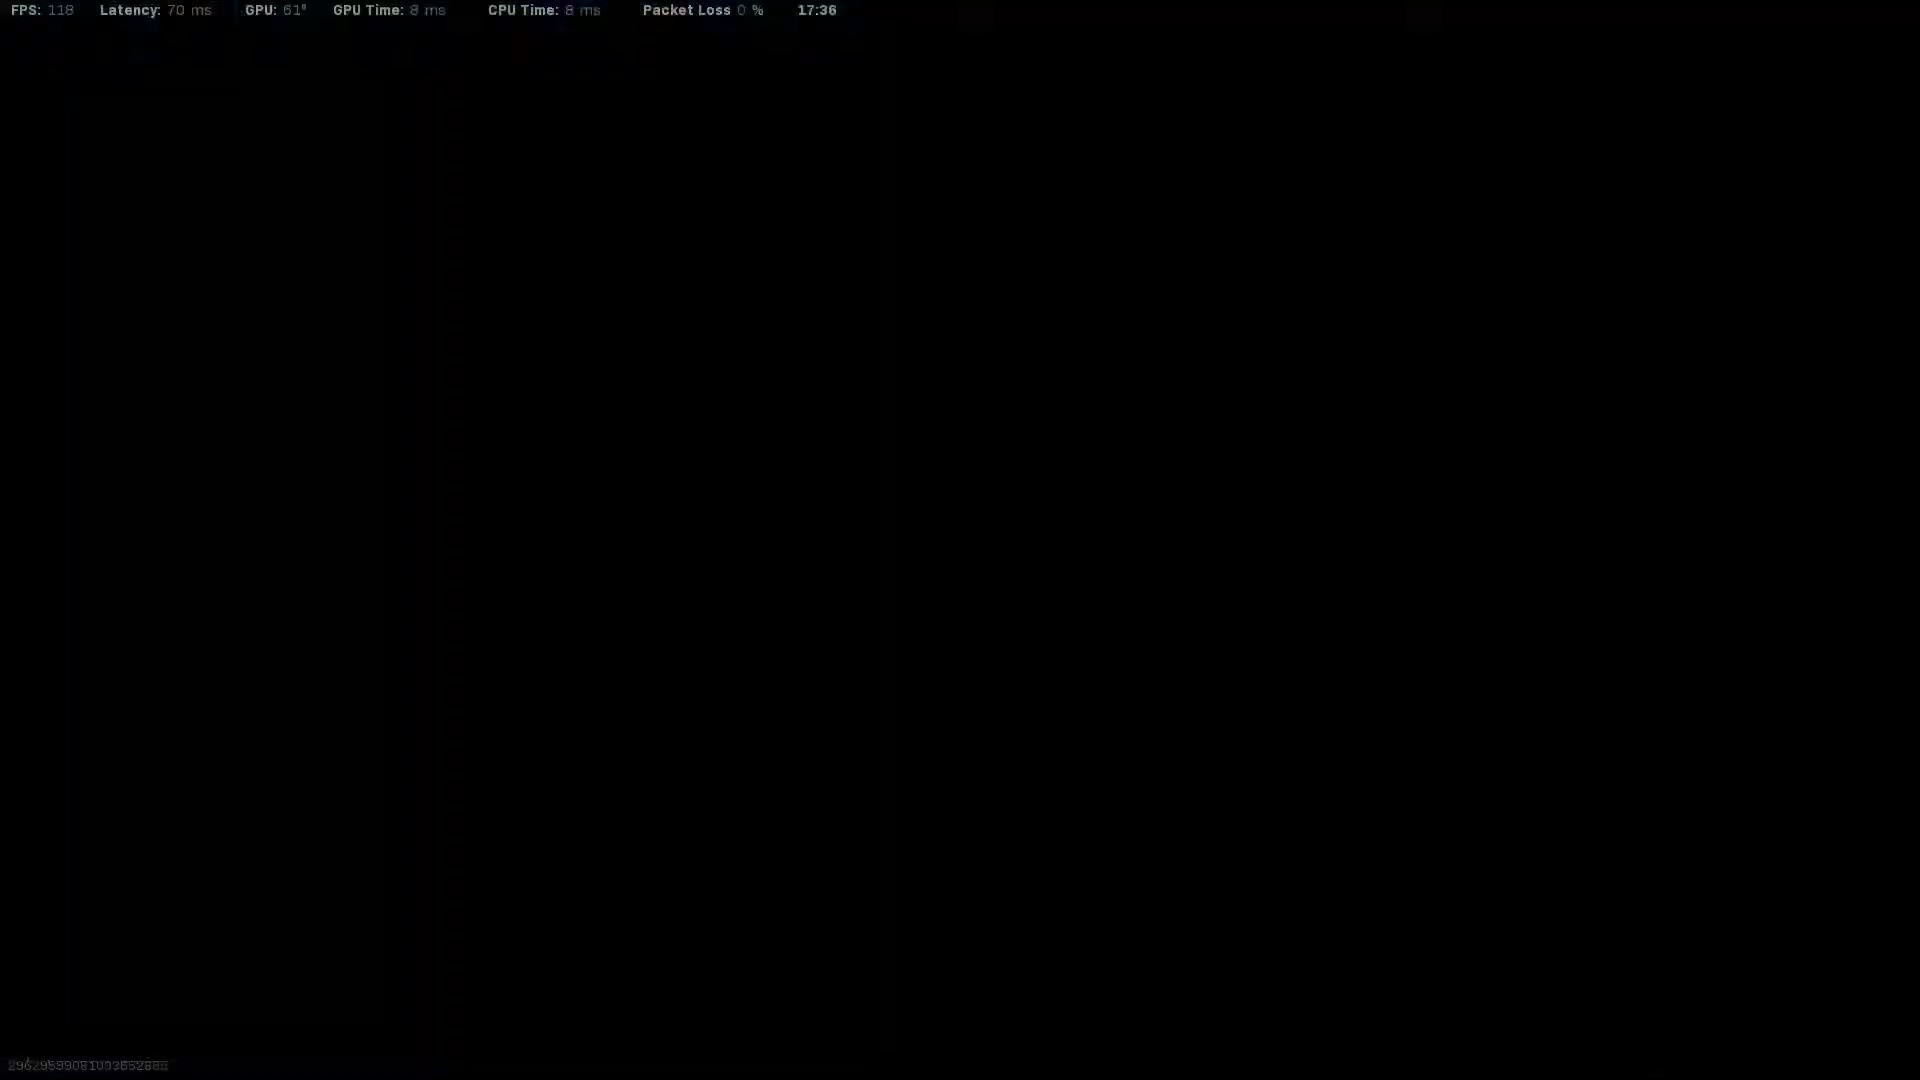 FPS: 118 Latency: 70 ms GPU: 61° GPU Time: 8 ms CPU Time: 8 ms Packet Loss 0 % 17:36